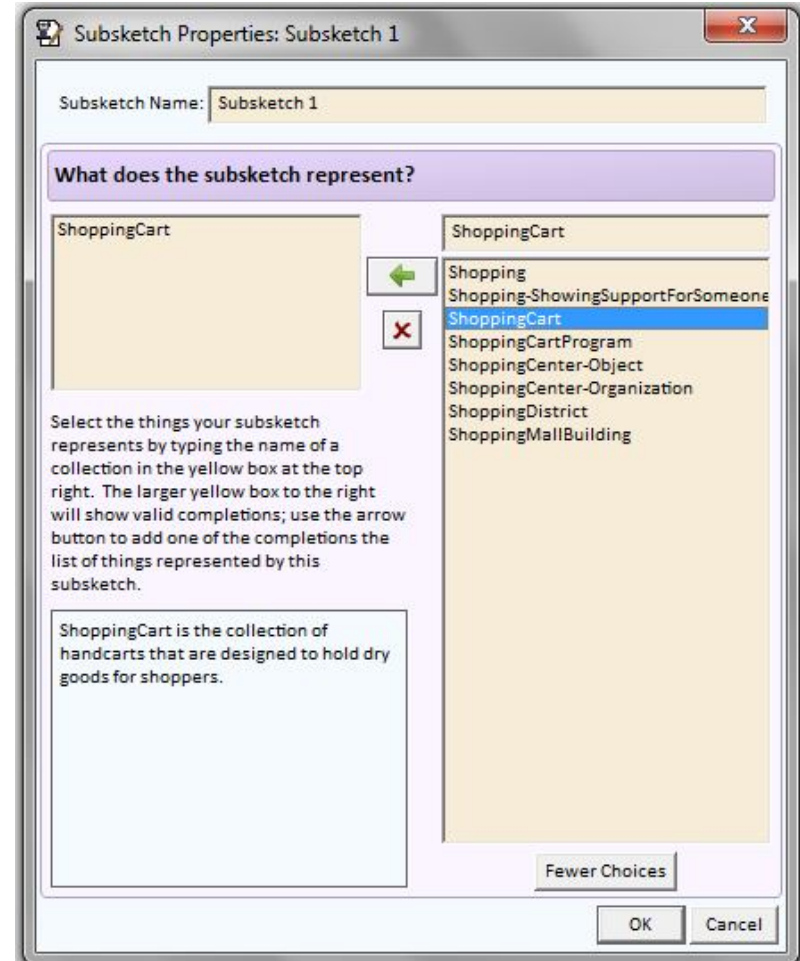 Subsketch Properties: Subsketch 1
X
Subsketch Name: Subsketch 1
What does the subsketch represent?
ShoppingCart
ShoppingCart
Shopping
Shopping-ShowingSupportForSomeone
ShoppingCart
ShoppingCartProgram
ShoppingCenter-Object
ShoppingCenter-Organization
ShoppingDistrict
ShoppingMallBuilding
Select the things your subsketch
represents by typing the name of a
collection in the yellow box at the top
right. The larger yellow box to the right
will show valid completions; use the arrow
button to add one of the completions the
list of things represented by this
subsketch.
ShoppingCart is the collection of
handcarts that are designed to hold dry
goods for shoppers.
Fewer Choices
OK Cancel